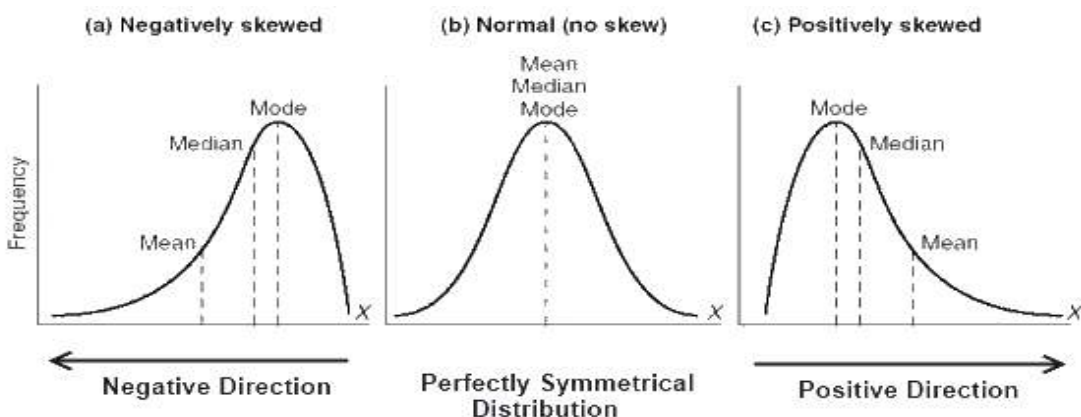 (a) Negatively skewed
(b) Normal (no skew)
(c) Positively skewed
Frequency
Mode
Median
Mean
X
Negative Direction
Mean
Median
Mode
Perfectly Symmetrical
Distribution
Mode
Median
Mean
X
Positive Direction